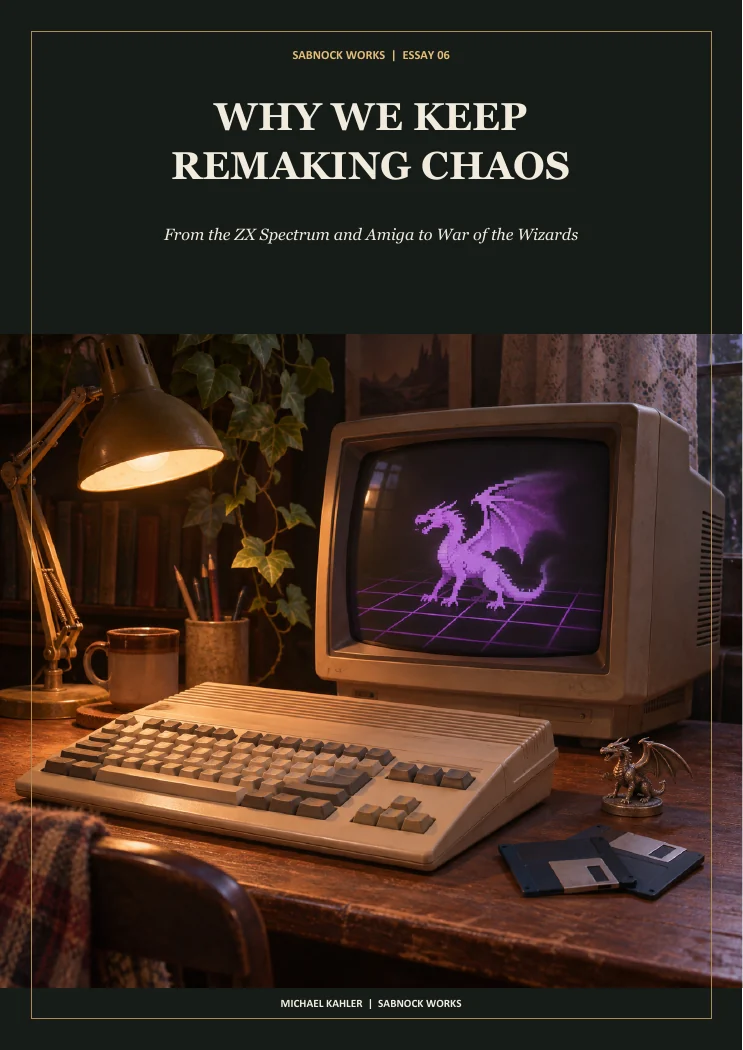 SABNOCK WORKS | ESSAY 06
WHY WE KEEP
REMAKING CHAOS
From the ZX Spectrum and Amiga to War of the Wizards
MICHAEL KAHLER | SABNOCK WORKS